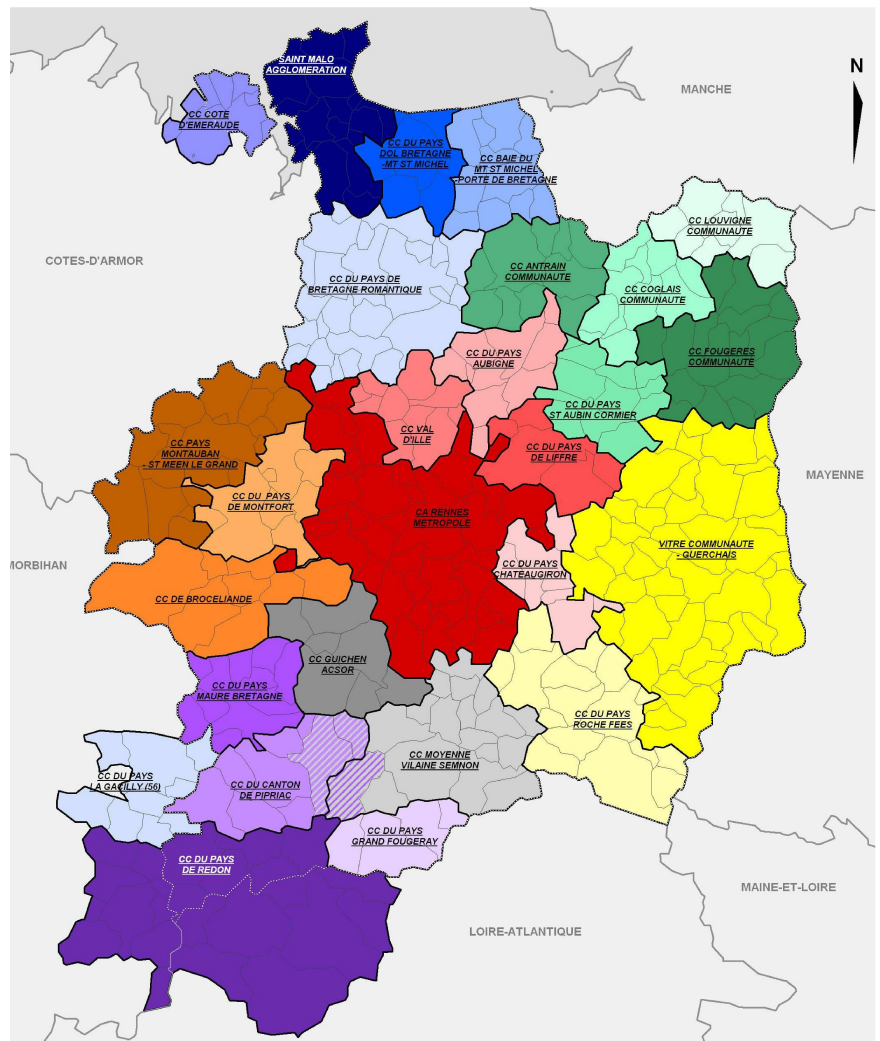 SAINT MALO
AGGLOMERATION
N
MANCHE
CC COTE
D'EMERAUDE
CC DU PAYS
DOL BRETAGNE
-MT ST MICHEL
CC BAIE DU
MT ST MICHEL
-PORTE DE BRETAGNE
CC LOUVIGNE
COMMUNAUTE
COTES-D'ARMOR
CC DU PAYS DE
BRETAGNE ROMANTIQUE
CC ANTRAIN
COMMUNAUTE
CC COGLAIS
COMMUNAUTE
CC FOUGERES
COMMUNAUTE
CC DU PAYS
AUBIGNE
CC DU PAYS
ST AUBIN CORMIER
CC VAL
D'ILLE
CC PAYS
MONTAUBAN
- ST MEEN LE GRAND
CC DU PAYS
DE LIFFRE
MAYENNE
CC DU PAYS
DE MONTFORT
CA RENNES
METROPOLE
VITRE COMMUNAUTE
- GUERCHAIS
MORBIHAN
CC DU PAYS
CHATEAUGIRON
CC DE BROCELIANDE
CC GUICHEN
ACSOR
CC DU PAYS
MAURE BRETAGNE
CC DU PAYS
ROCHE FEES
CC MOYENNE
VILAINE SEMNON
CC DU PAYS
LA GACILLY (56)
CC DU CANTON
DE PIPRIAC
CC DU PAYS
GRAND FOUGERAY
CC DU PAYS
DE REDON
MAINE-ET-LOIRE
LOIRE-ATLANTIQUE